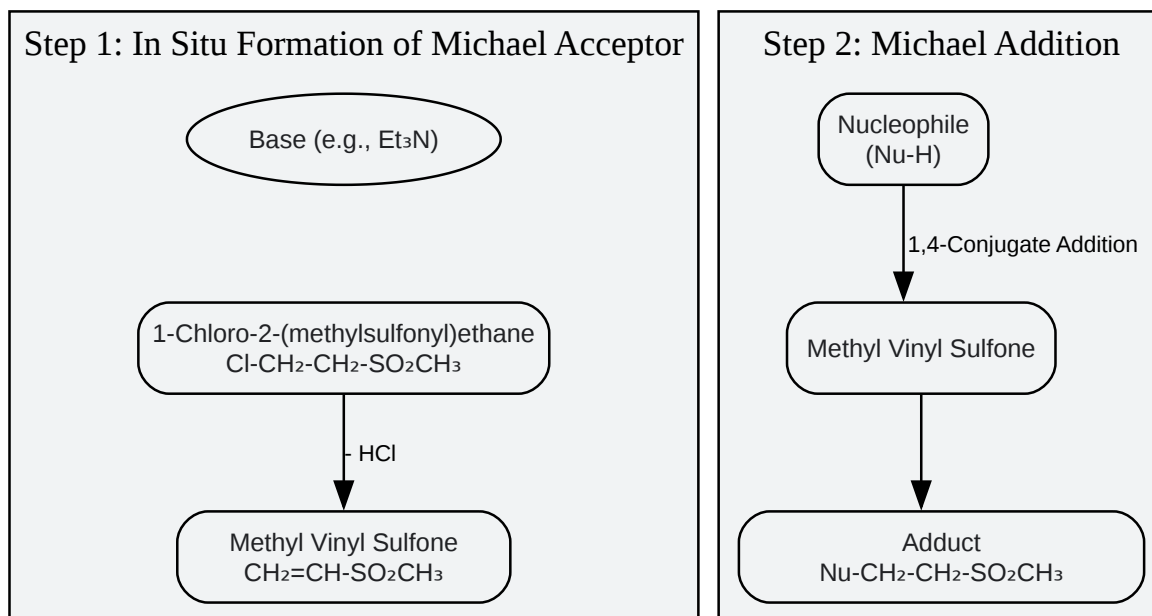 Step 1: In Situ Formation of Michael Acceptor
Base (e.g., Et₃N)
1-Chloro-2-(methylsulfonyl)ethane
Cl-CH₂-CH₂-SO₂CH₃
- HCl
Methyl Vinyl Sulfone
CH₂=CH-SO₂CH₃
Step 2: Michael Addition
Nucleophile
(Nu-H)
1,4-Conjugate Addition
Methyl Vinyl Sulfone
Adduct
Nu-CH₂-CH₂-SO₂CH₃